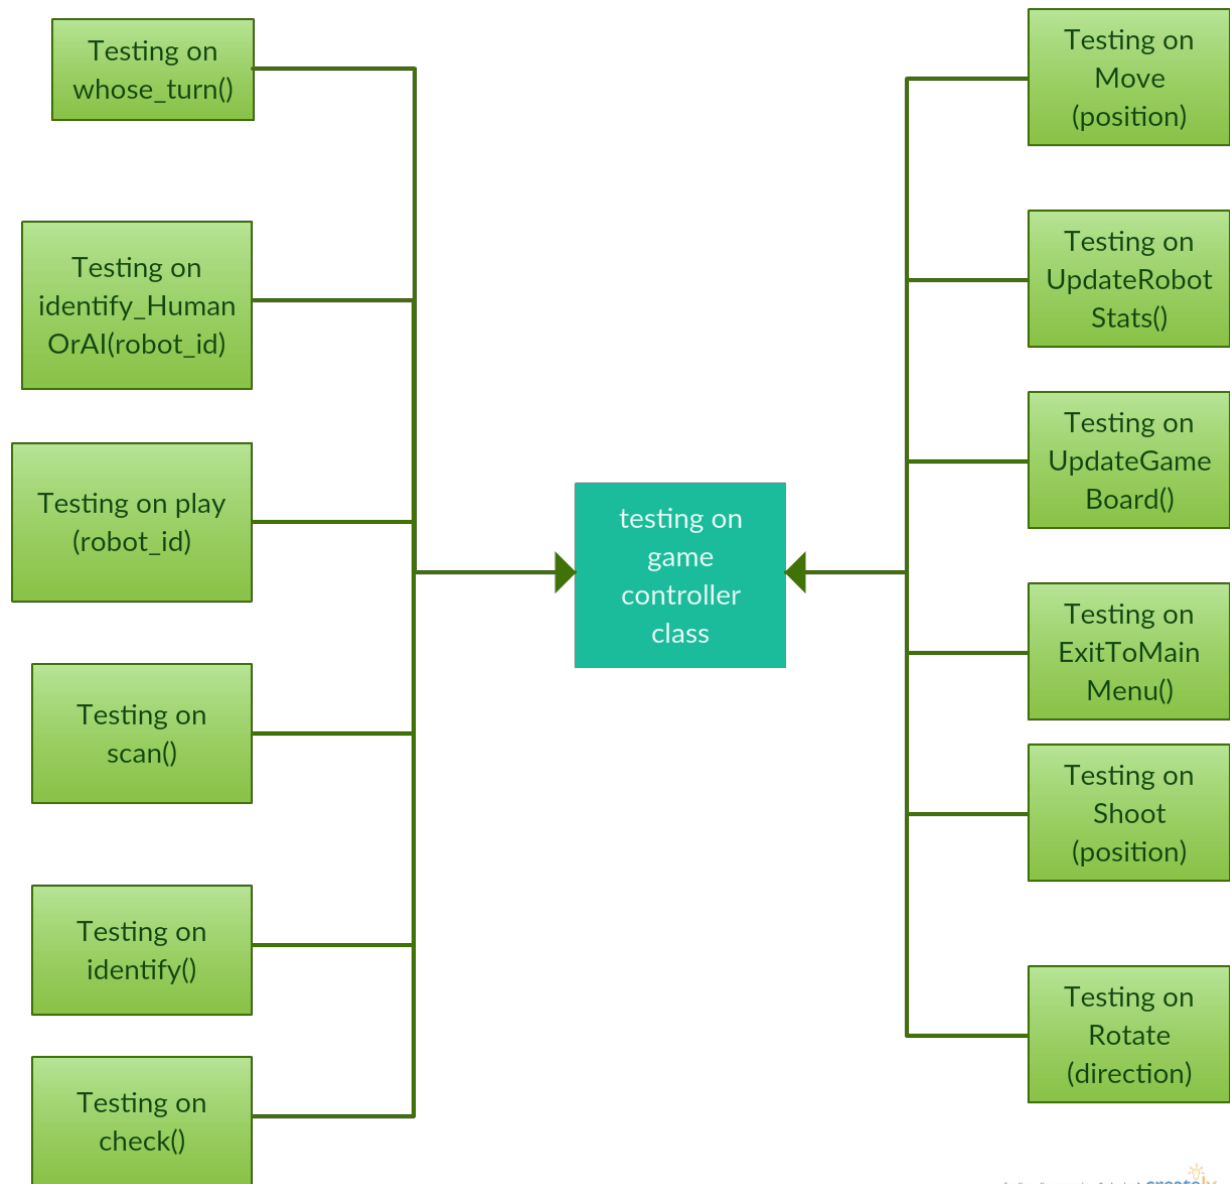 Testing on
whose_turn()
Testing on
identify_Human
OrAI(robot_id)
Testing on play
(robot_id)
Testing on
scan()
Testing on
identify()
Testing on
check()
testing on
game
controller
class
Testing on
Move
(position)
Testing on
UpdateRobot
Stats()
Testing on
UpdateGame
Board()
Testing on
ExitToMain
Menu()
Testing on
Shoot
(position)
Testing on
Rotate
(direction)
creately